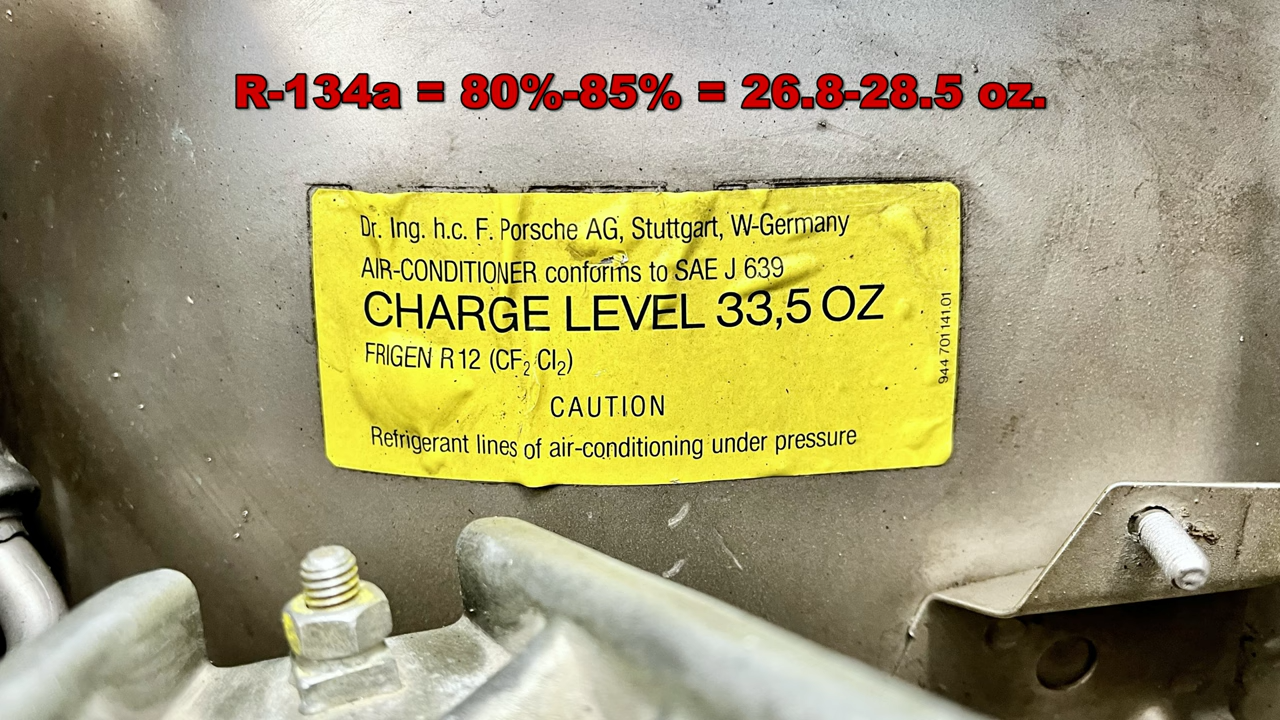 R-134a = 80%-85% = 26.8-28.5 oz.
Dr. Ing. h.c. F. Porsche AG, Stuttgart, W-Germany
AIR-CONDITIONER conforms to SAE J 639
CHARGE LEVEL 33,5 OZ
FRIGEN R 12 (CF₂ Cl₂)
CAUTION
Refrigerant lines of air-conditioning under pressure
944 701 141.01